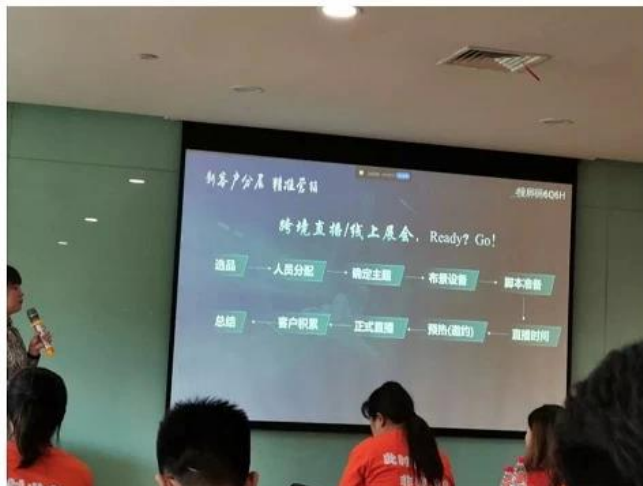 新客户分层 精准营销
跨境直播/线上展会，Ready? Go!
选品 人员分配 确定主题 布景设备 脚本准备
总结 客户积累 正式直播 预热(邀约) 直播时间